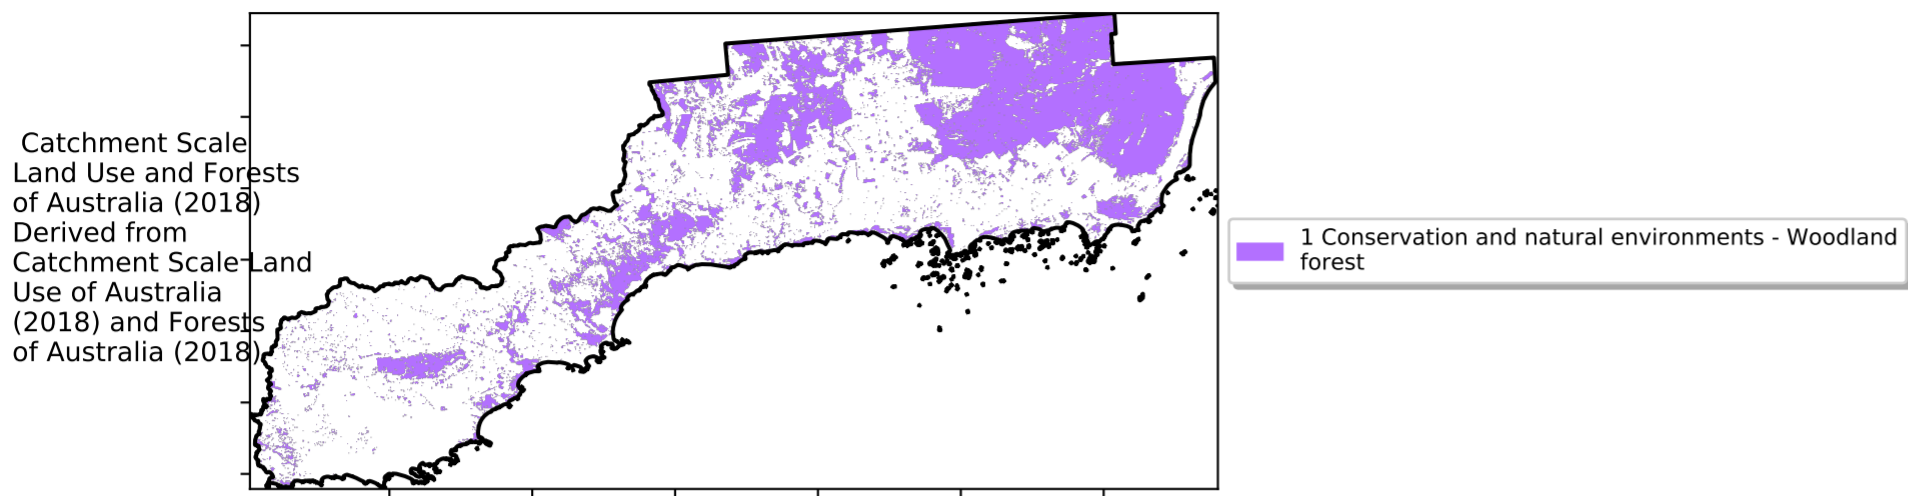 Catchment Scale
Land Use and Forests
of Australia (2018)
Derived from
Catchment Scale Land
Use of Australia
(2018) and Forests
of Australia (2018)
1 Conservation and natural environments - Woodland
forest